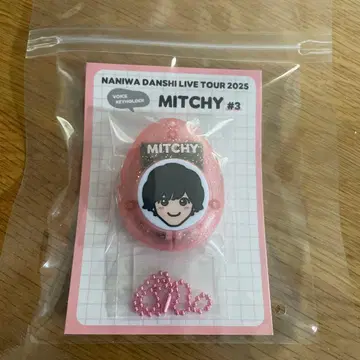 NANIWA DANSHI LIVE TOUR 2025
VOICE
KEYHOLDER
MITCHY #3
MITCHY